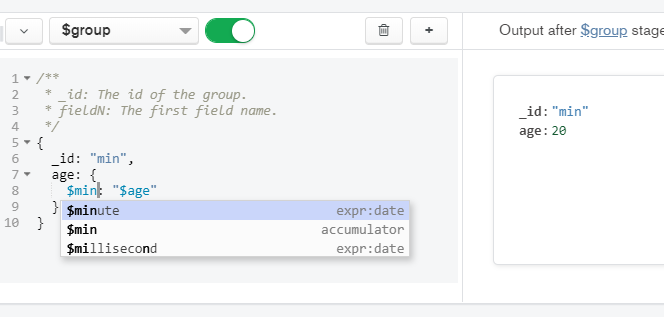 $group
+
Output after $group stage
1 /**
2 * _id: The id of the group.
3 * fieldN: The first field name.
4 */
5 {
6 _id: "min",
7 age: {
8 $min: "$age"
9 }
10 }
$minute expr:date
$min accumulator
$millisecond expr:date
_id: "min"
age: 20